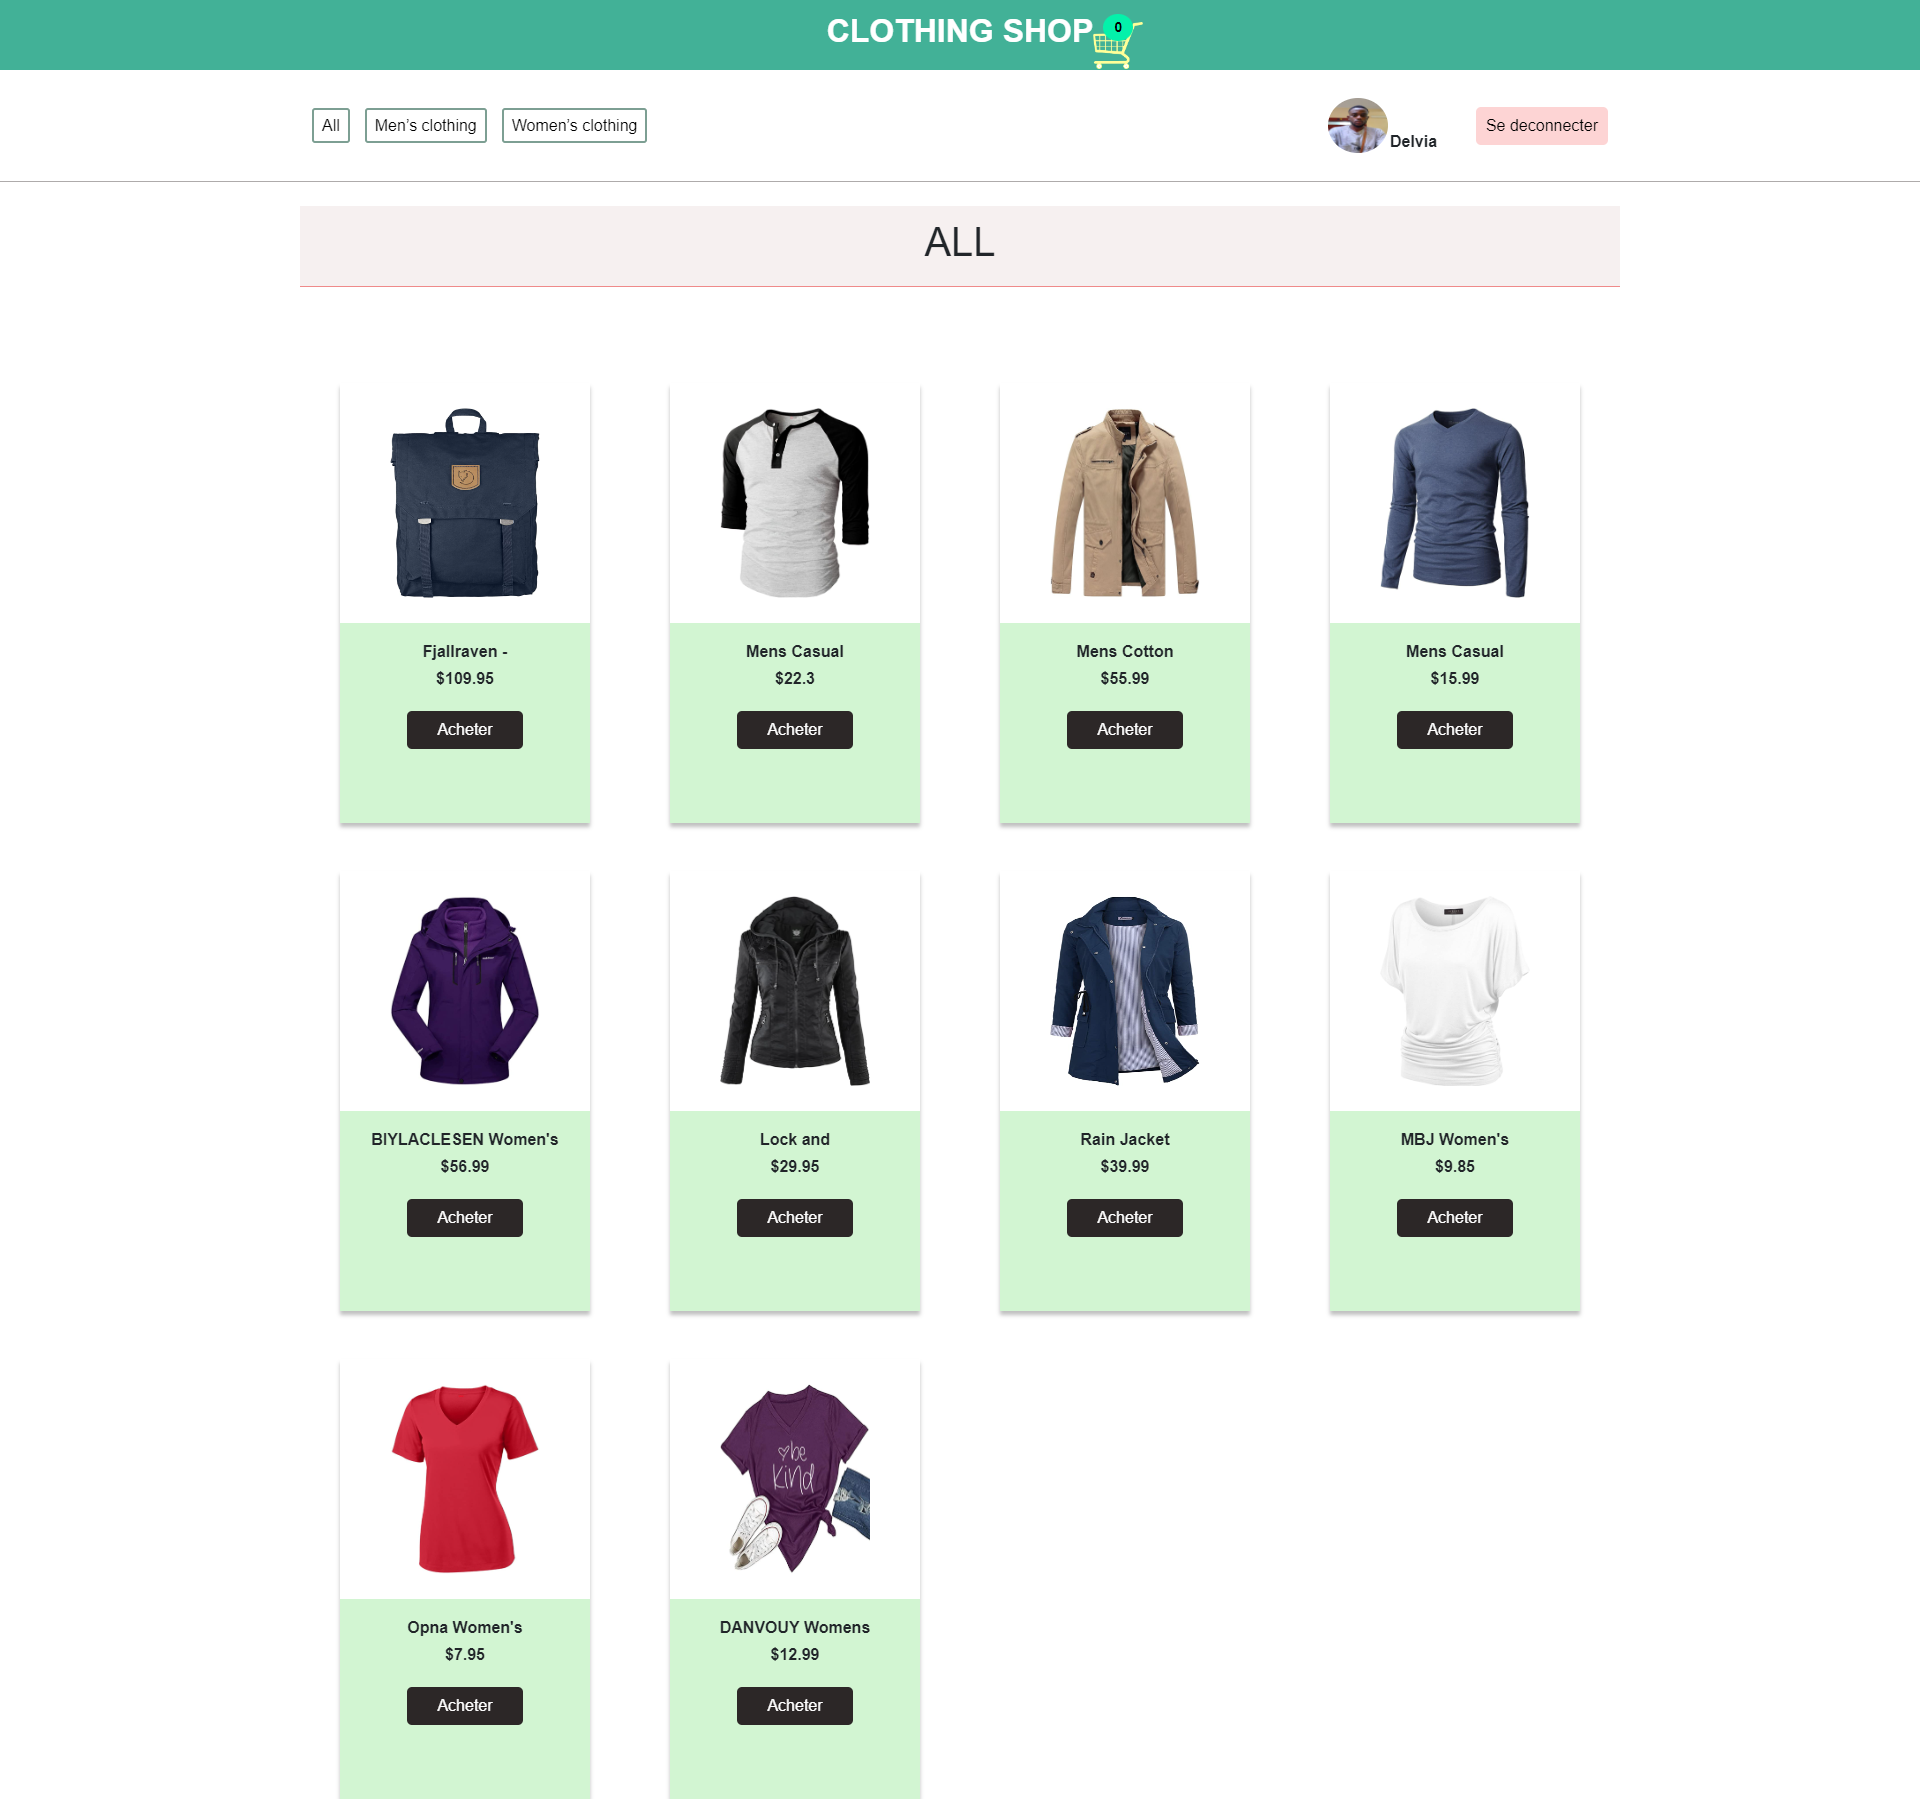 CLOTHING SHOP 0
All Men’s clothing Women’s clothing Delvia Se deconnecter
ALL
Fjallraven -
$109.95
Acheter
Mens Casual
$22.3
Acheter
Mens Cotton
$55.99
Acheter
Mens Casual
$15.99
Acheter
BIYLACLESEN Women's
$56.99
Acheter
Lock and
$29.95
Acheter
Rain Jacket
$39.99
Acheter
MBJ Women's
$9.85
Acheter
be
kind
Opna Women's
$7.95
Acheter
DANVOUY Womens
$12.99
Acheter